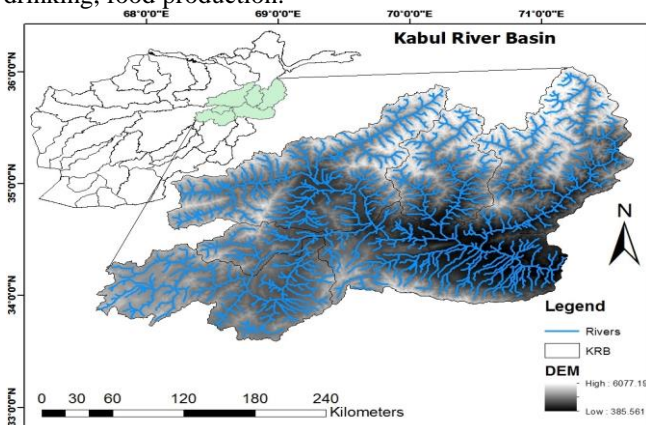 drinking, food production.
68°0'0"E 69°0'0"E 70°0'0"E 71°0'0"E
Kabul River Basin
36°0'0"N
35°0'0"N
34°0'0"N
33°0'0"N
N
Legend
Rivers
KRB
DEM
High : 6077.19
Low : 385.561
0 20 40 60 120 180 240
Kilometers